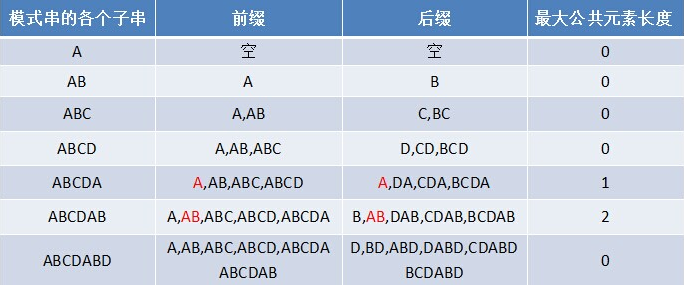 模式串的各个子串 前缀 后缀 最大公共元素长度
A 空 空 0
AB A B 0
ABC A,AB C,BC 0
ABCD A,AB,ABC D,CD,BCD 0
ABCDA A,AB,ABC,ABCD A,DA,CDA,BCDA 1
ABCDAB A,AB,ABC,ABCD,ABCDA B,AB,DAB,CDAB,BCDAB 2
ABCDABD A,AB,ABC,ABCD,ABCDA D,BD,ABD,DABD,CDABD 0
ABCDAB BCDABD